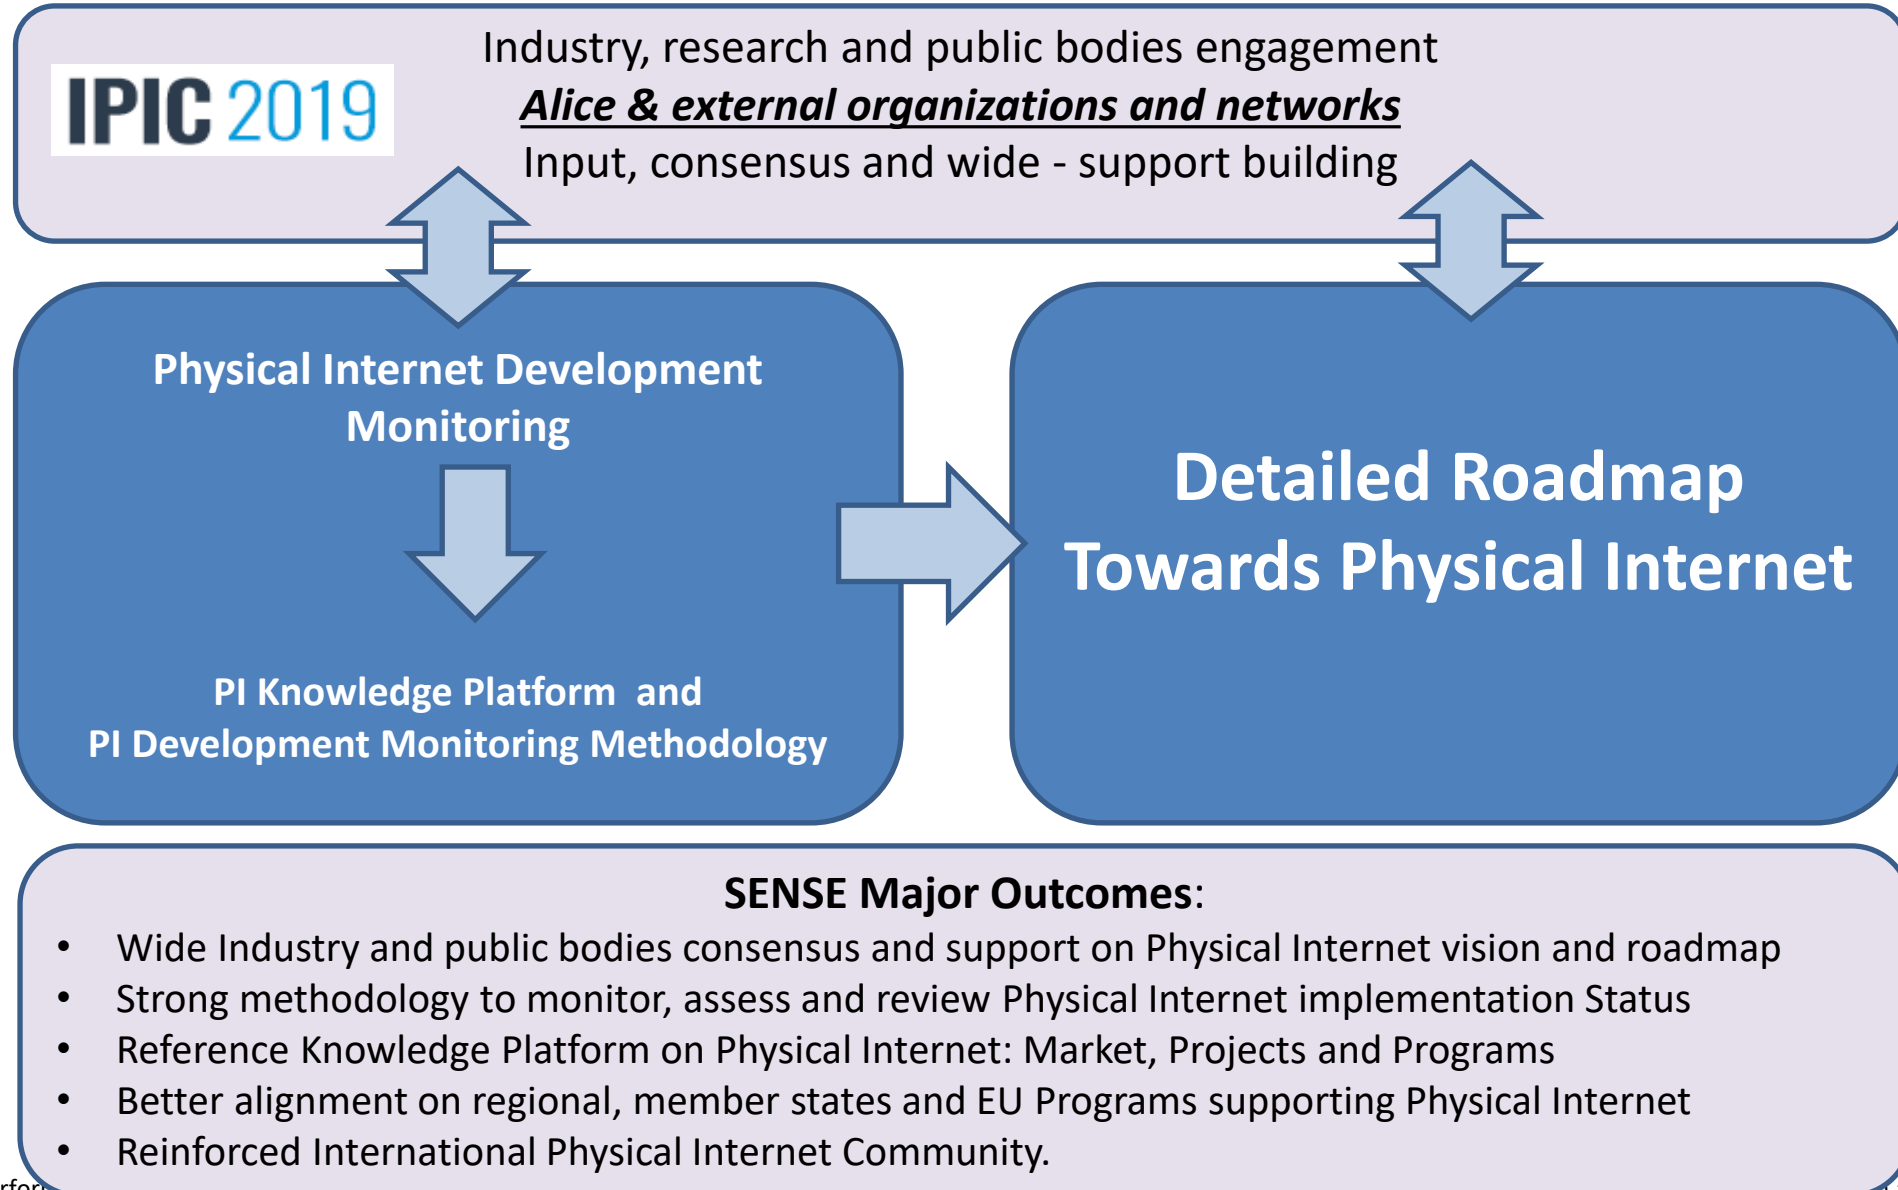 Industry, research and public bodies engagement
IPIC 2019
Alice & external organizations and networks
Input, consensus and wide - support building
Physical Internet Development
Monitoring
PI Knowledge Platform  and
PI Development Monitoring Methodology
Detailed Roadmap
Towards Physical Internet
SENSE Major Outcomes:
• Wide Industry and public bodies consensus and support on Physical Internet vision and roadmap
• Strong methodology to monitor, assess and review Physical Internet implementation Status
• Reference Knowledge Platform on Physical Internet: Market, Projects and Programs
• Better alignment on regional, member states and EU Programs supporting Physical Internet
• Reinforced International Physical Internet Community.